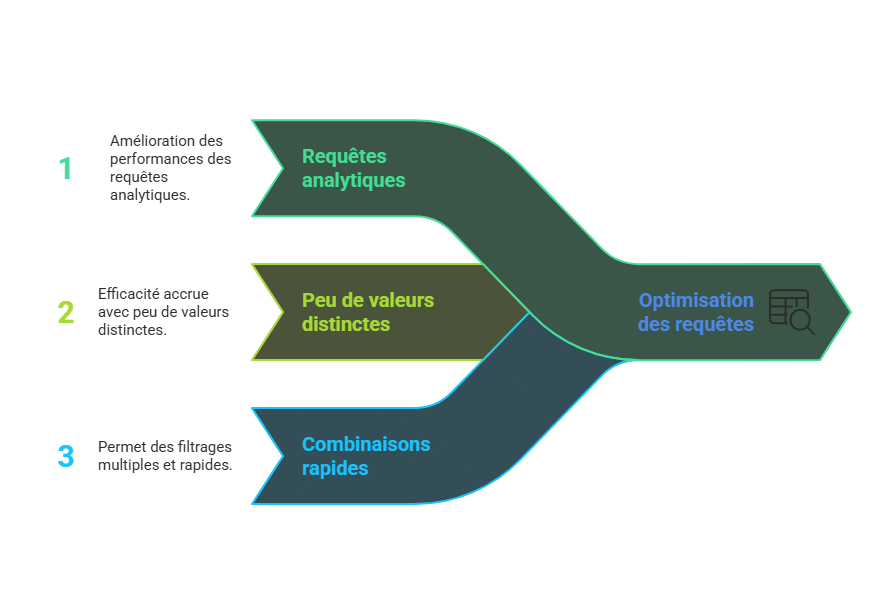 1
Amélioration des
performances des
requêtes
analytiques.
Requêtes
analytiques
2
Efficacité accrue
avec peu de valeurs
distinctes.
Peu de valeurs
distinctes
Optimisation
des requêtes
3
Permet des filtrages
multiples et rapides.
Combinaisons
rapides